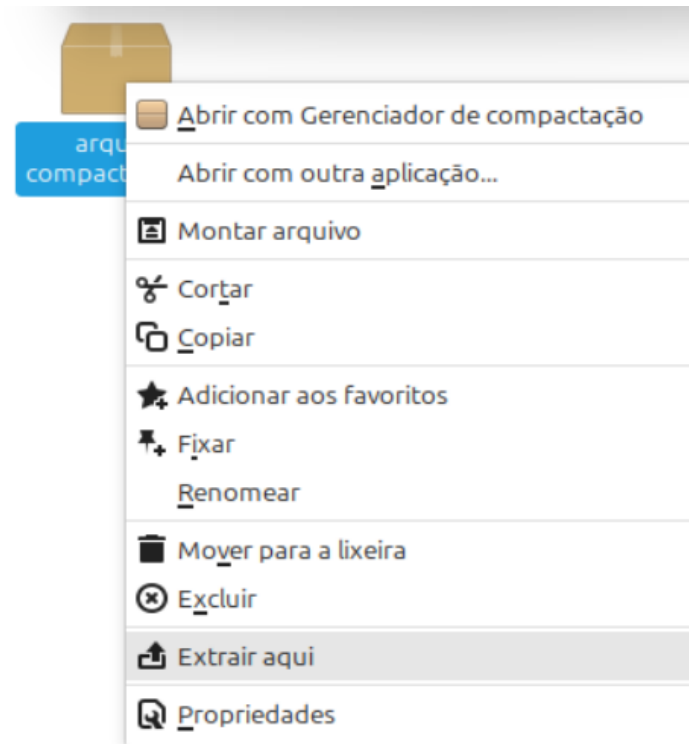 Abrir com Gerenciador de compactação
arqu
Abrir com outra aplicação...
compact
Montar arquivo
Cortar
Copiar
Adicionar aos favoritos
Fixar
Renomear
Mover para a lixeira
Excluir
Extrair aqui
Propriedades